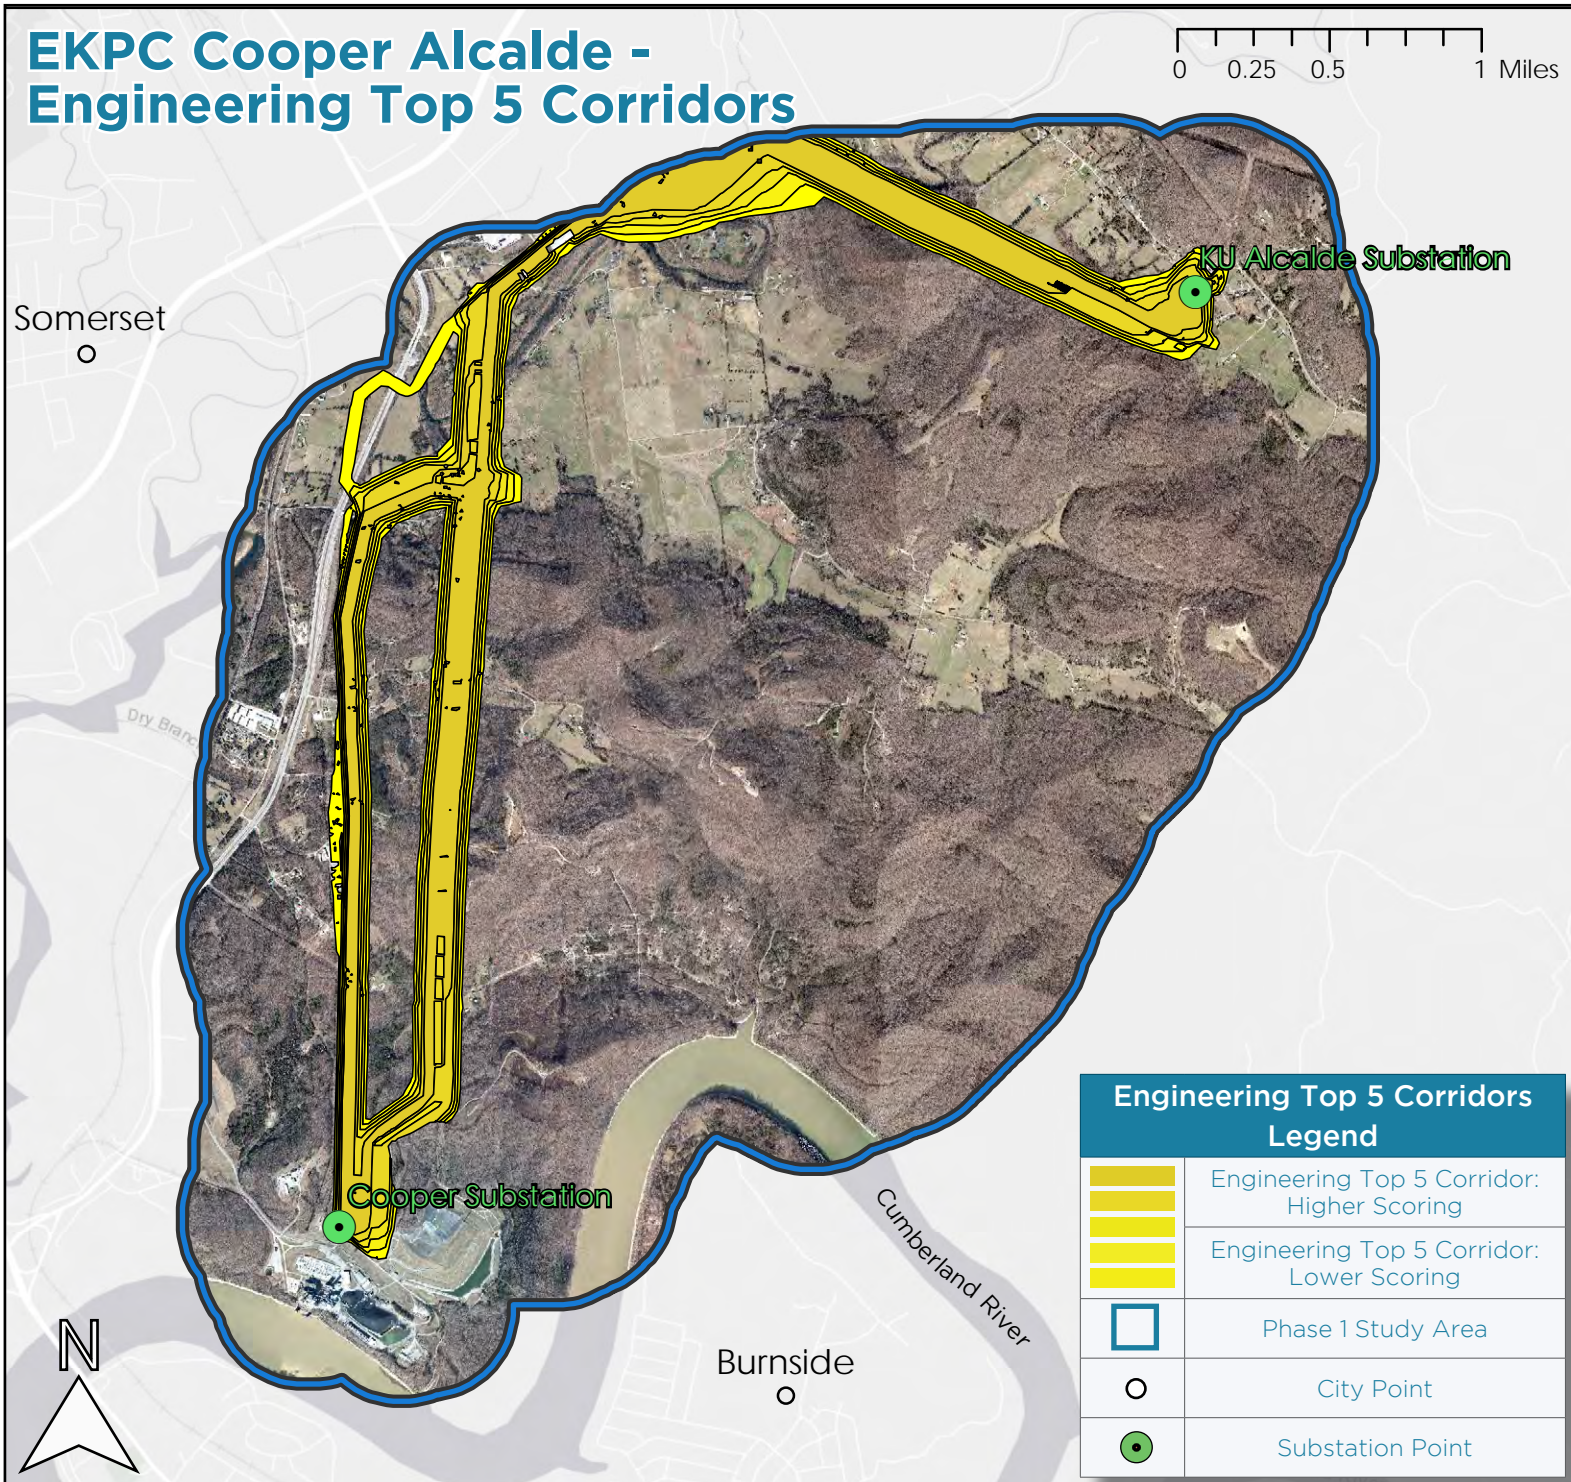 EKPC Cooper Alcalde -
Engineering Top 5 Corridors
0 0.25 0.5 1 Miles
KU Alcalde Substation
Somerset
Dry Branch
Cooper Substation
Cumberland River
Burnside
N
Engineering Top 5 Corridors
Legend
Engineering Top 5 Corridor:
Higher Scoring
Engineering Top 5 Corridor:
Lower Scoring
Phase 1 Study Area
City Point
Substation Point